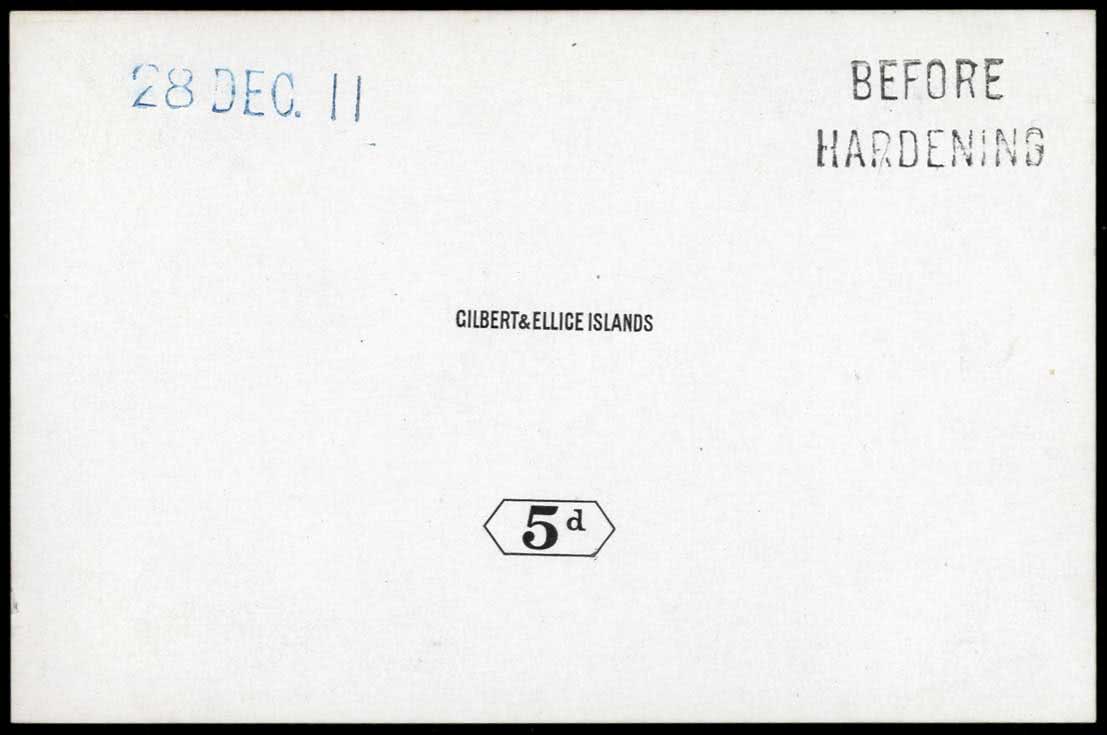 28 DEC. 11
BEFORE
HARDENING
GILBERT & ELLICE ISLANDS
5d